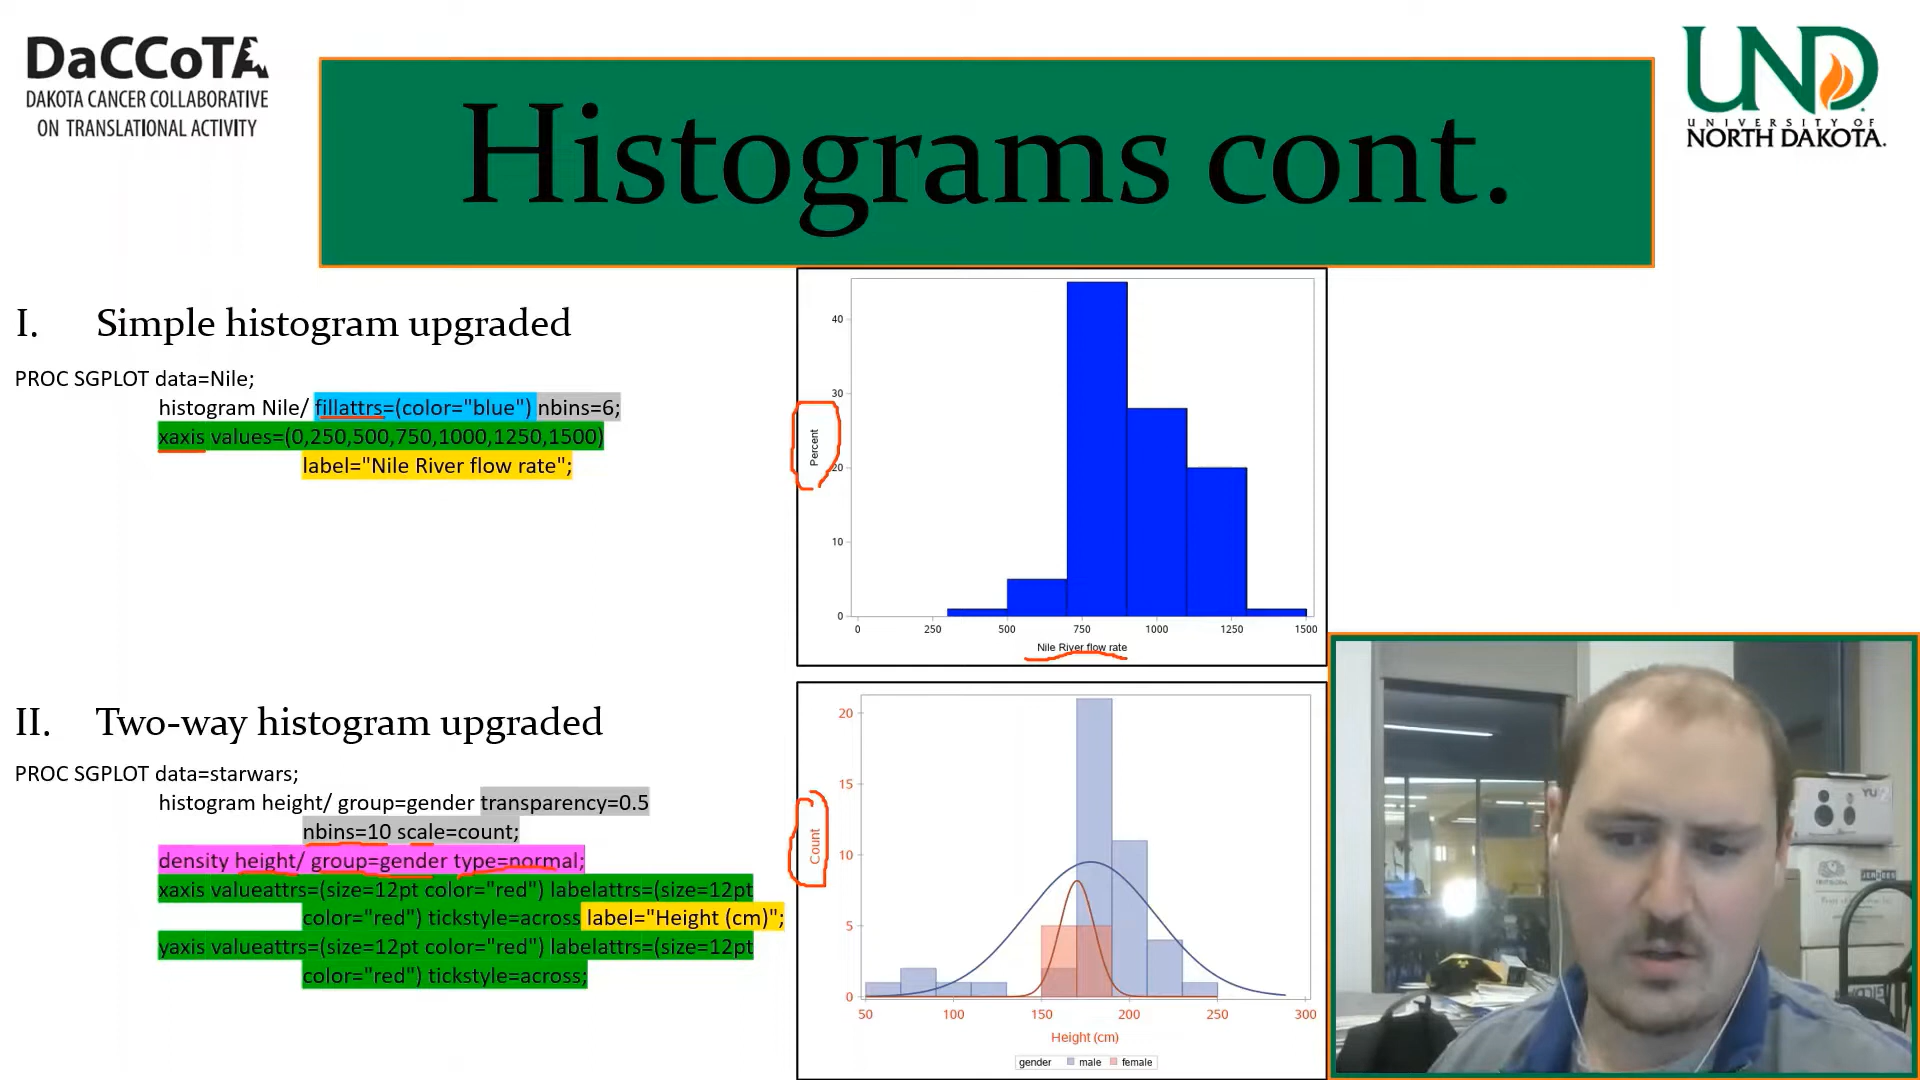 DaCCoTA
DAKOTA CANCER COLLABORATIVE
ON TRANSLATIONAL ACTIVITY
Histograms cont.
UND
UNIVERSITY OF
NORTH DAKOTA.
I. Simple histogram upgraded
PROC SGPLOT data=Nile;
histogram Nile/ fillattrs=(color="blue") nbins=6;
xaxis values=(0,250,500,750,1000,1250,1500)
label="Nile River flow rate";
Percent
40
30
20
10
0
0 250 500 750 1000 1250 1500
Nile River flow rate
II. Two-way histogram upgraded
PROC SGPLOT data=starwars;
histogram height/ group=gender transparency=0.5
nbins=10 scale=count;
density height/ group=gender type=normal;
xaxis valueattrs=(size=12pt color="red") labelattrs=(size=12pt
color="red") tickstyle=across label="Height (cm)";
yaxis valueattrs=(size=12pt color="red") labelattrs=(size=12pt
color="red") tickstyle=across;
Count
20
15
10
5
0
50 100 150 200 250 300
Height (cm)
gender male female
YU